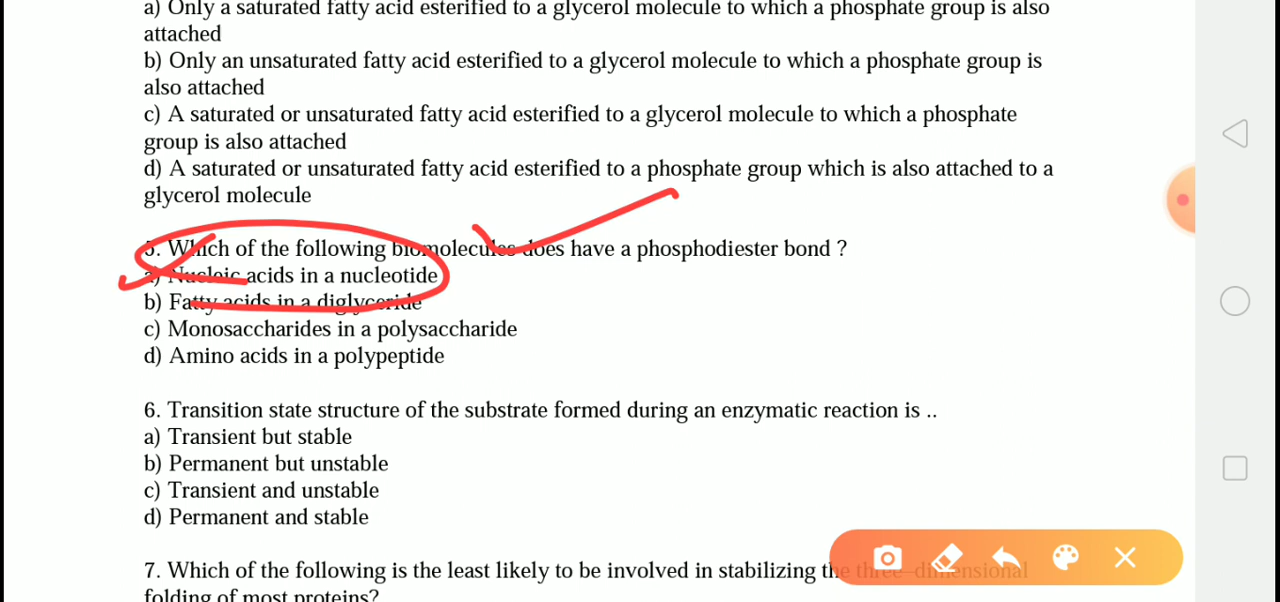 a) Only a saturated fatty acid esterified to a glycerol molecule to which a phosphate group is also
attached
b) Only an unsaturated fatty acid esterified to a glycerol molecule to which a phosphate group is
also attached
c) A saturated or unsaturated fatty acid esterified to a glycerol molecule to which a phosphate
group is also attached
d) A saturated or unsaturated fatty acid esterified to a phosphate group which is also attached to a
glycerol molecule
5. Which of the following biomolecules does have a phosphodiester bond ?
a) Nucleic acids in a nucleotide
b) Fatty acids in a diglyceride
c) Monosaccharides in a polysaccharide
d) Amino acids in a polypeptide
6. Transition state structure of the substrate formed during an enzymatic reaction is ..
a) Transient but stable
b) Permanent but unstable
c) Transient and unstable
d) Permanent and stable
7. Which of the following is the least likely to be involved in stabilizing the three-dimensional
folding of most proteins?